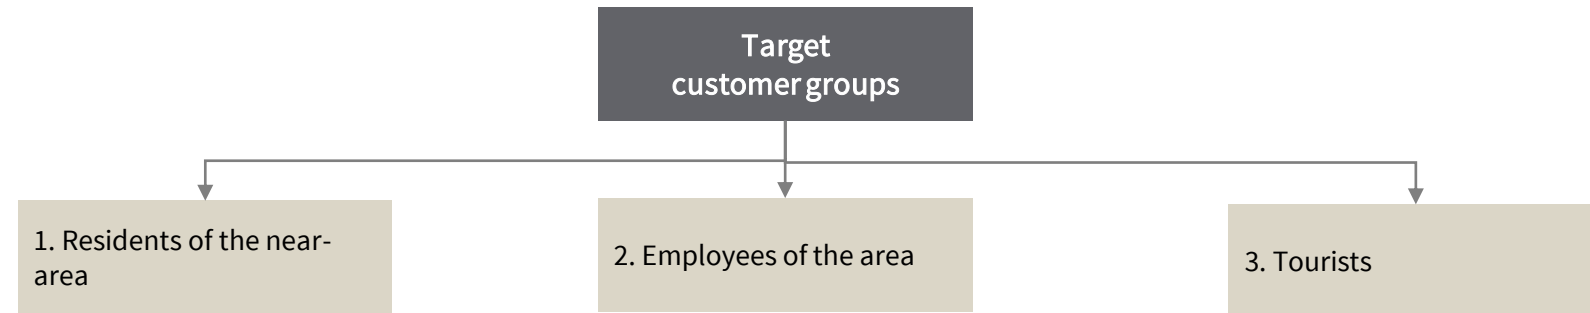 Target
customer groups
1. Residents of the near-
area
2. Employees of the area
3. Tourists